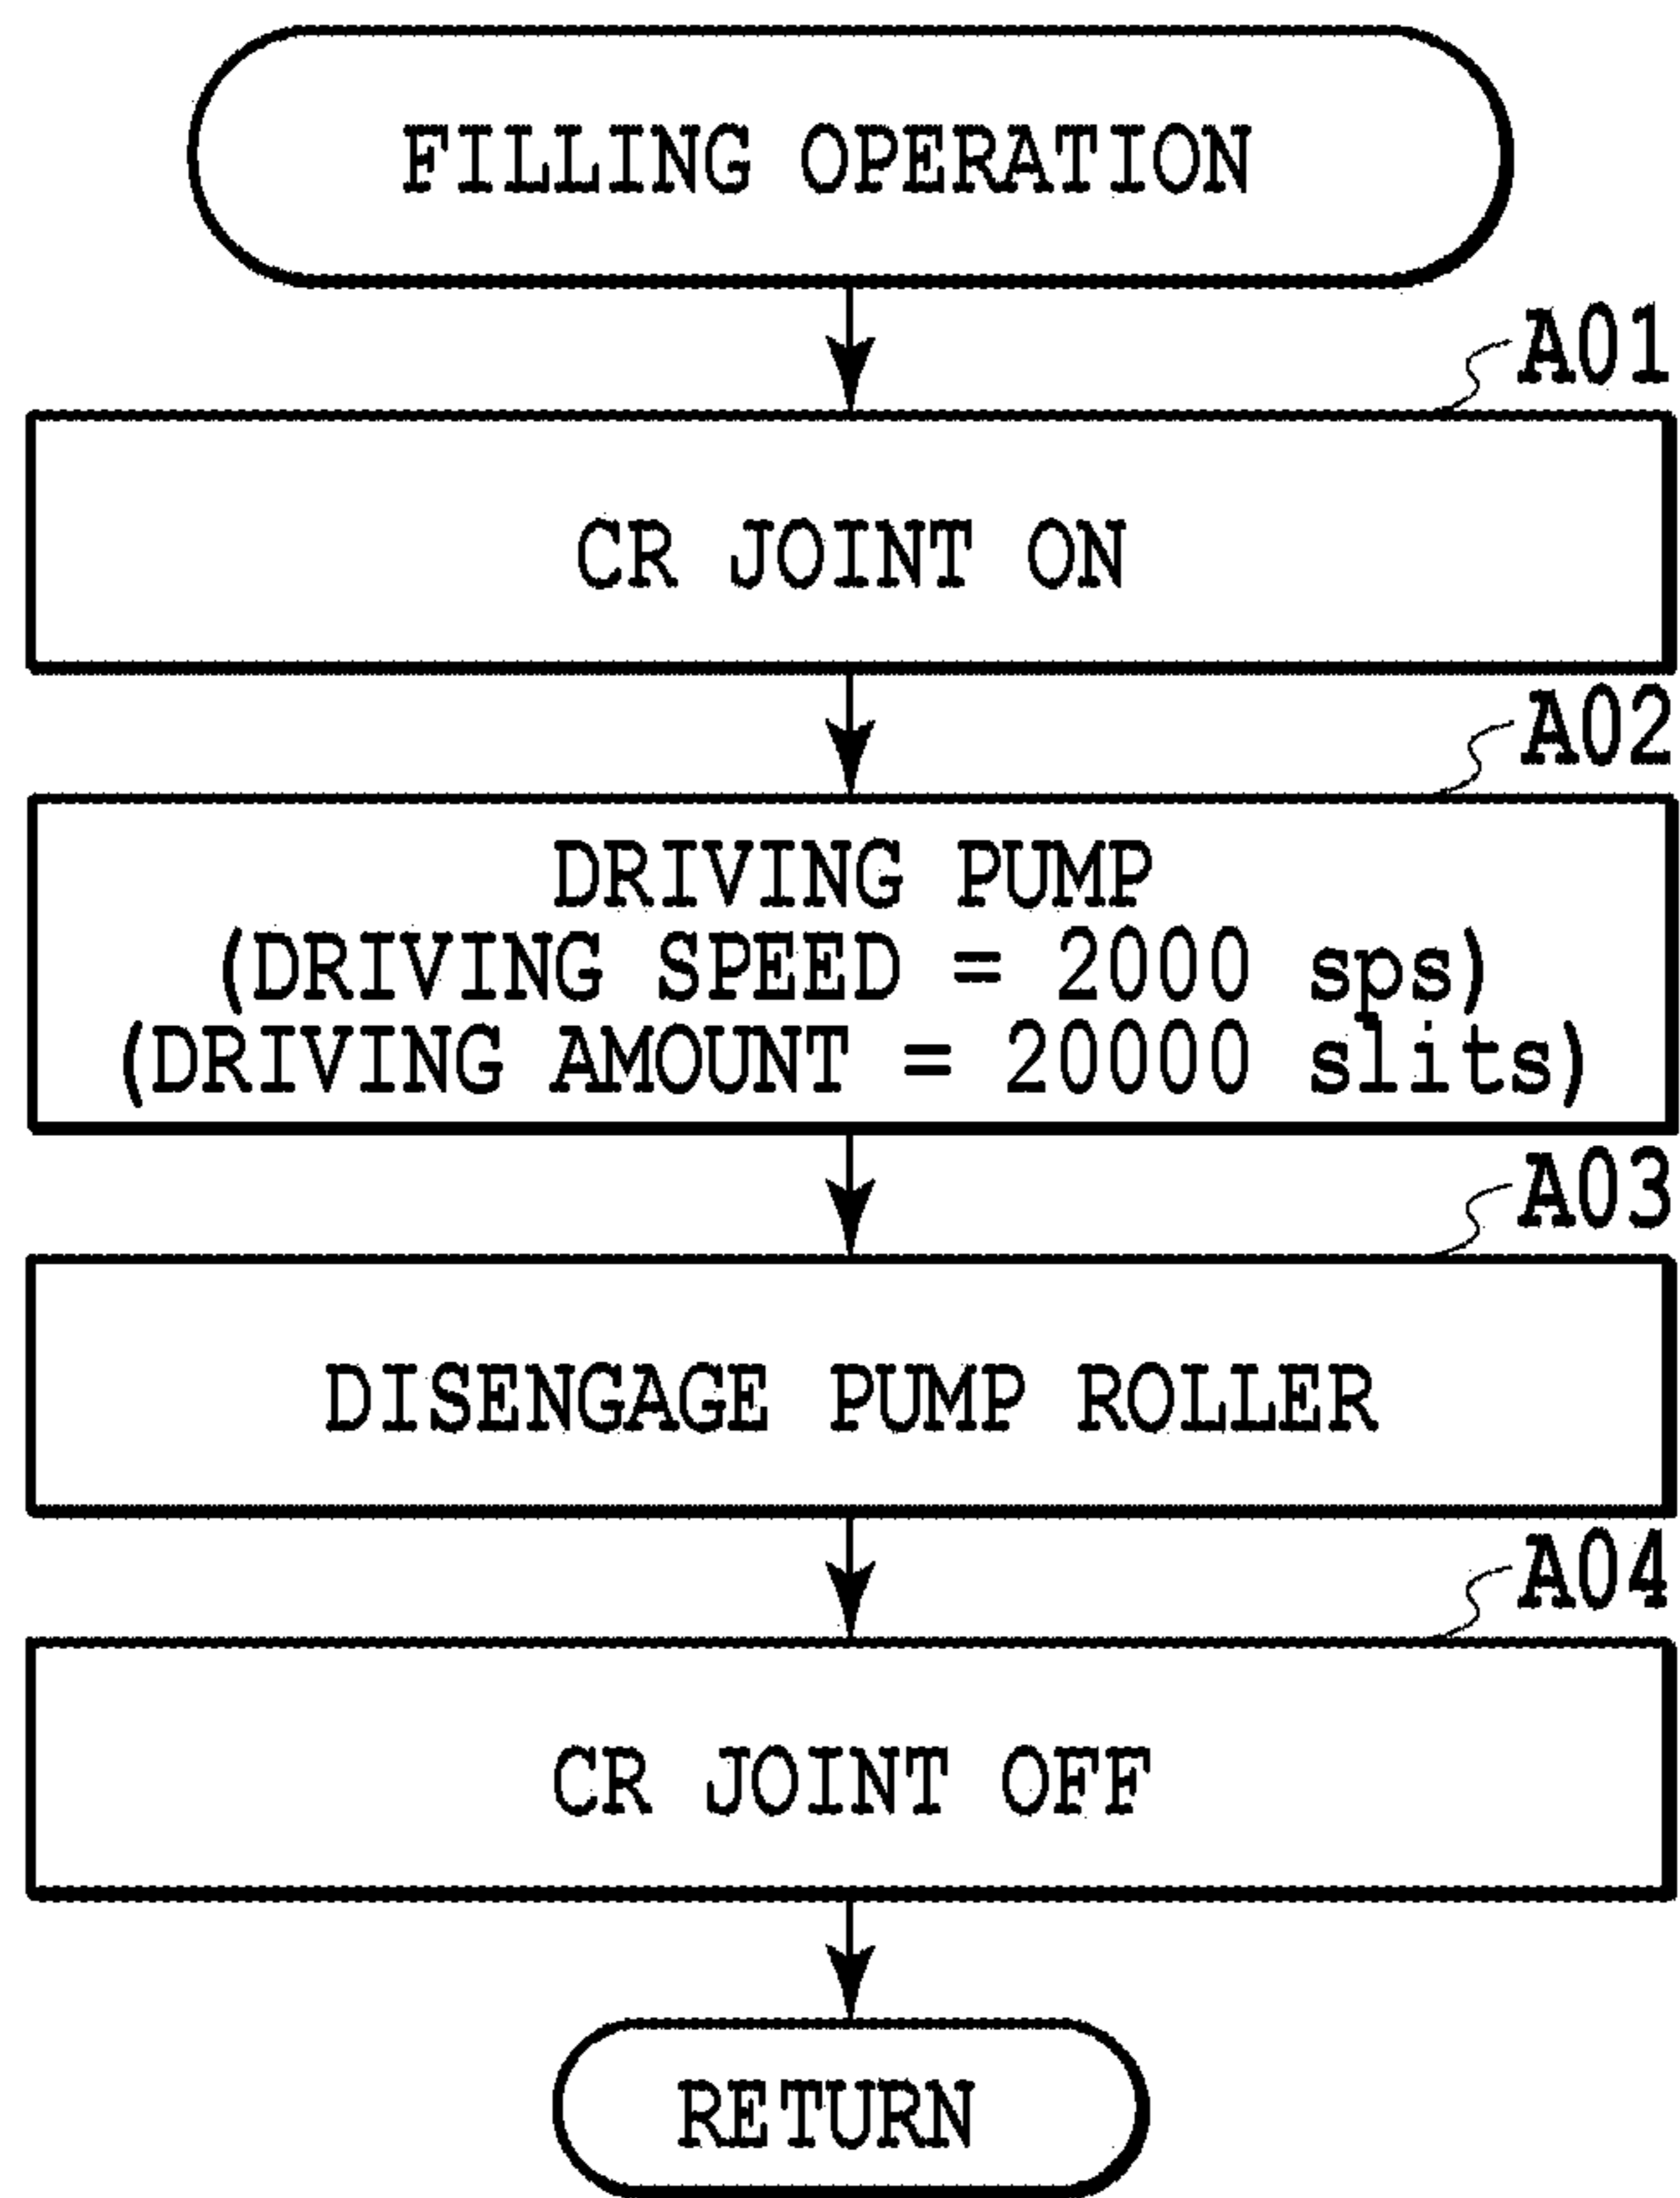 FILLING OPERATION
A01
CR JOINT ON
A02
DRIVING PUMP
(DRIVING SPEED = 2000 sps)
(DRIVING AMOUNT = 20000 slits)
A03
DISENGAGE PUMP ROLLER
A04
CR JOINT OFF
RETURN